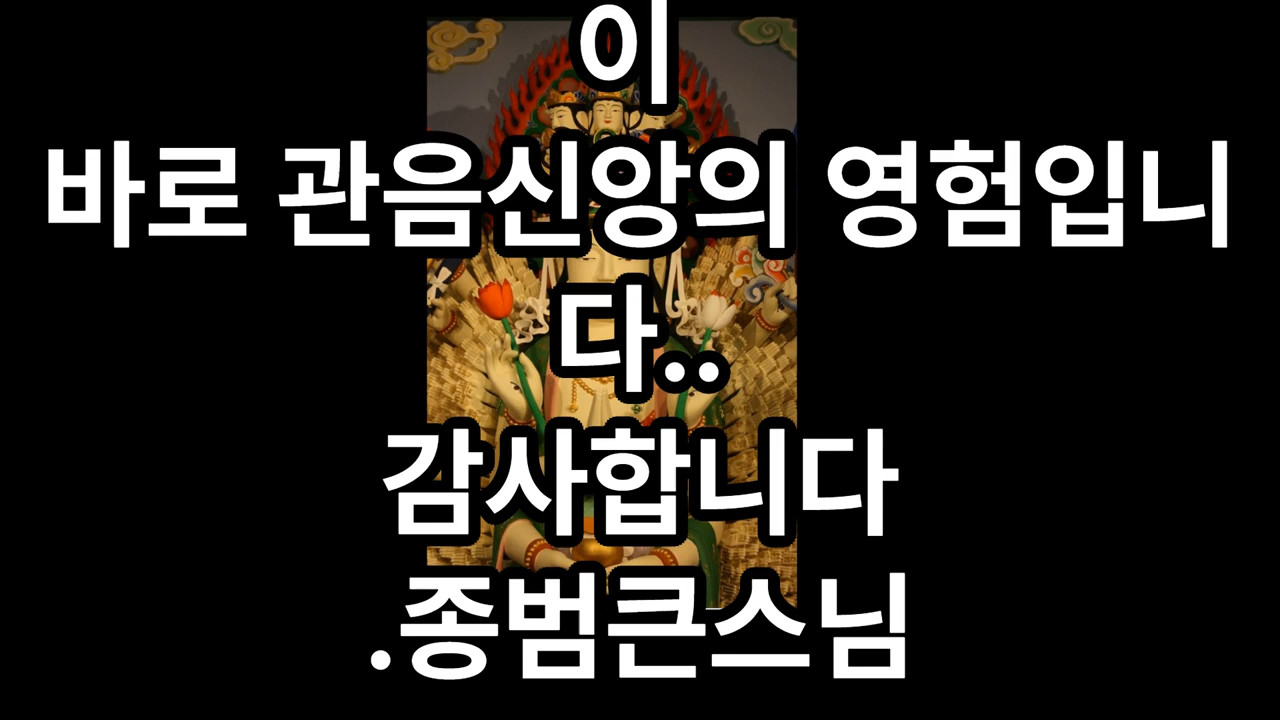 이
바로 관음신앙의 영험입니
다..
감사합니다
.종범큰스님